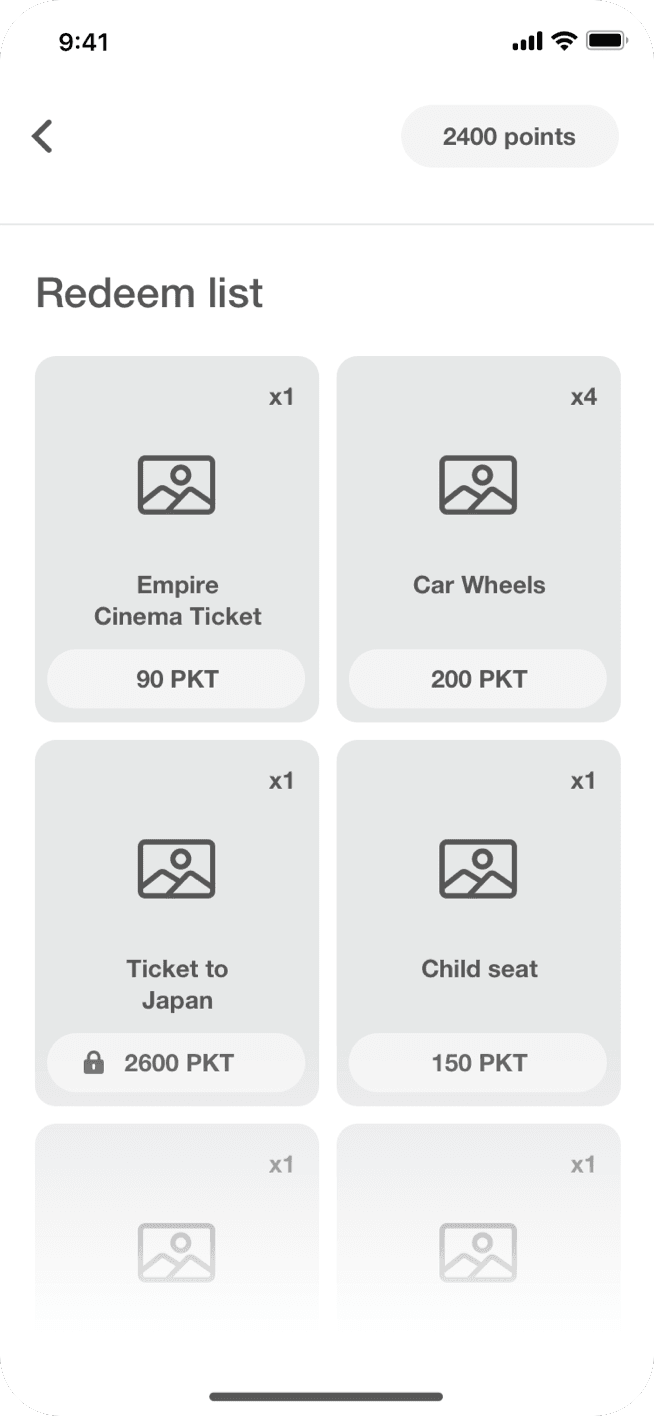 9:41
2400 points
Redeem list
x1
x4
Empire
Cinema Ticket
Car Wheels
90 PKT
200 PKT
x1
x1
Ticket to
Japan
Child seat
2600 PKT
150 PKT
x1
x1